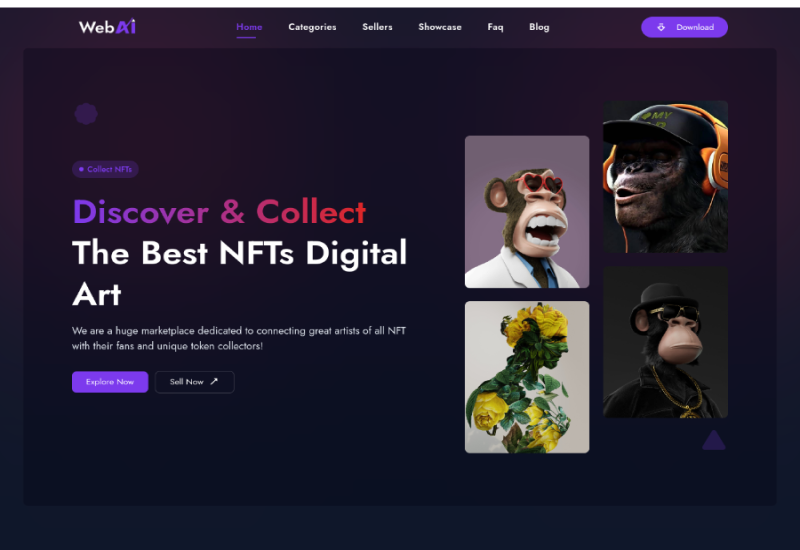 WebAi
Home Categories Sellers Showcase Faq Blog
Download
Collect NFTs
Discover & Collect
The Best NFTs Digital
Art
We are a huge marketplace dedicated to connecting great artists of all NFT
with their fans and unique token collectors!
Explore Now
Sell Now